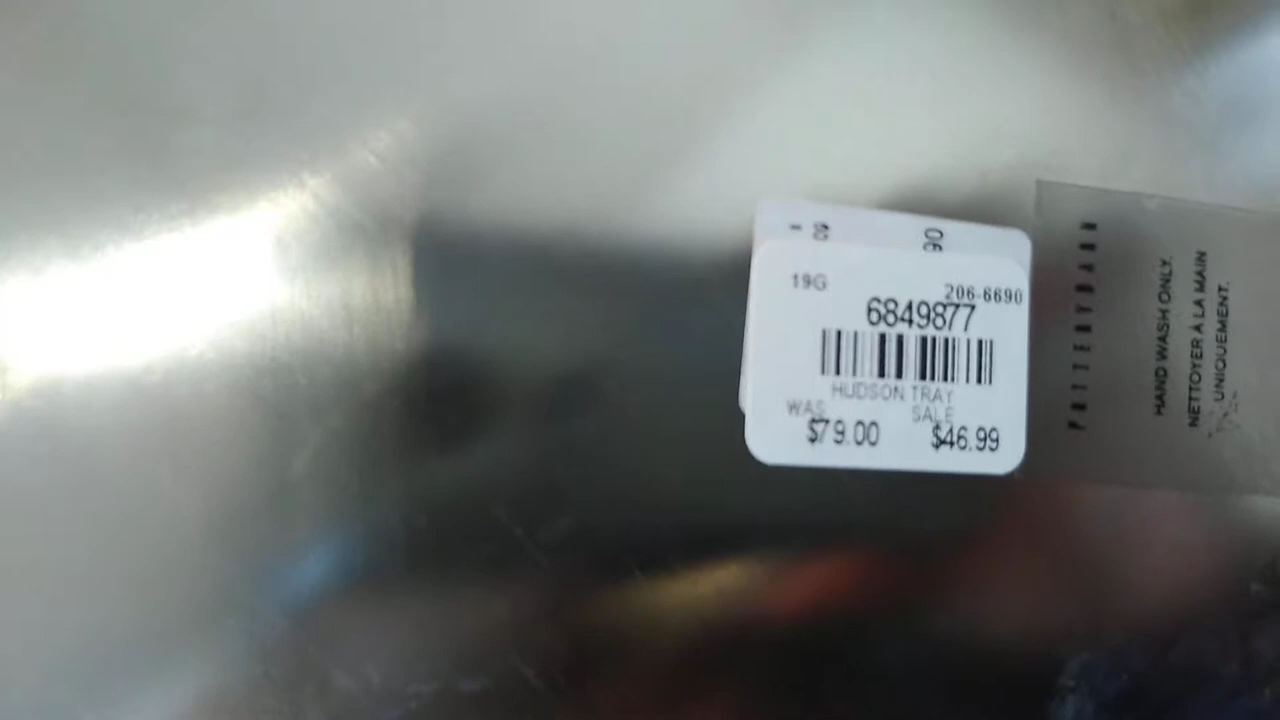 19G
206-6690
6849877
HUDSON TRAY
WAS SALE
$79.00 $46.99
POTTERYBARN
HAND WASH ONLY.
NETTOYER À LA MAIN
UNIQUEMENT.